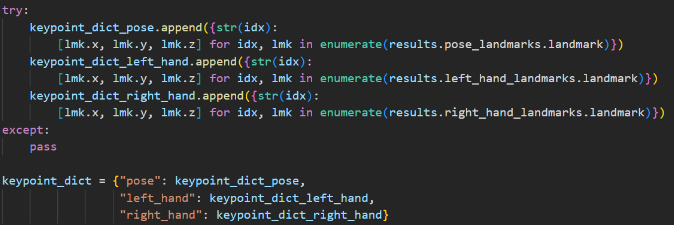 try:
    keypoint_dict_pose.append({str(idx):
        [lmk.x, lmk.y, lmk.z] for idx, lmk in enumerate(results.pose_landmarks.landmark)})
    keypoint_dict_left_hand.append({str(idx):
        [lmk.x, lmk.y, lmk.z] for idx, lmk in enumerate(results.left_hand_landmarks.landmark)})
    keypoint_dict_right_hand.append({str(idx):
        [lmk.x, lmk.y, lmk.z] for idx, lmk in enumerate(results.right_hand_landmarks.landmark)})
except:
    pass
keypoint_dict = {"pose": keypoint_dict_pose,
                "left_hand": keypoint_dict_left_hand,
                "right_hand": keypoint_dict_right_hand}